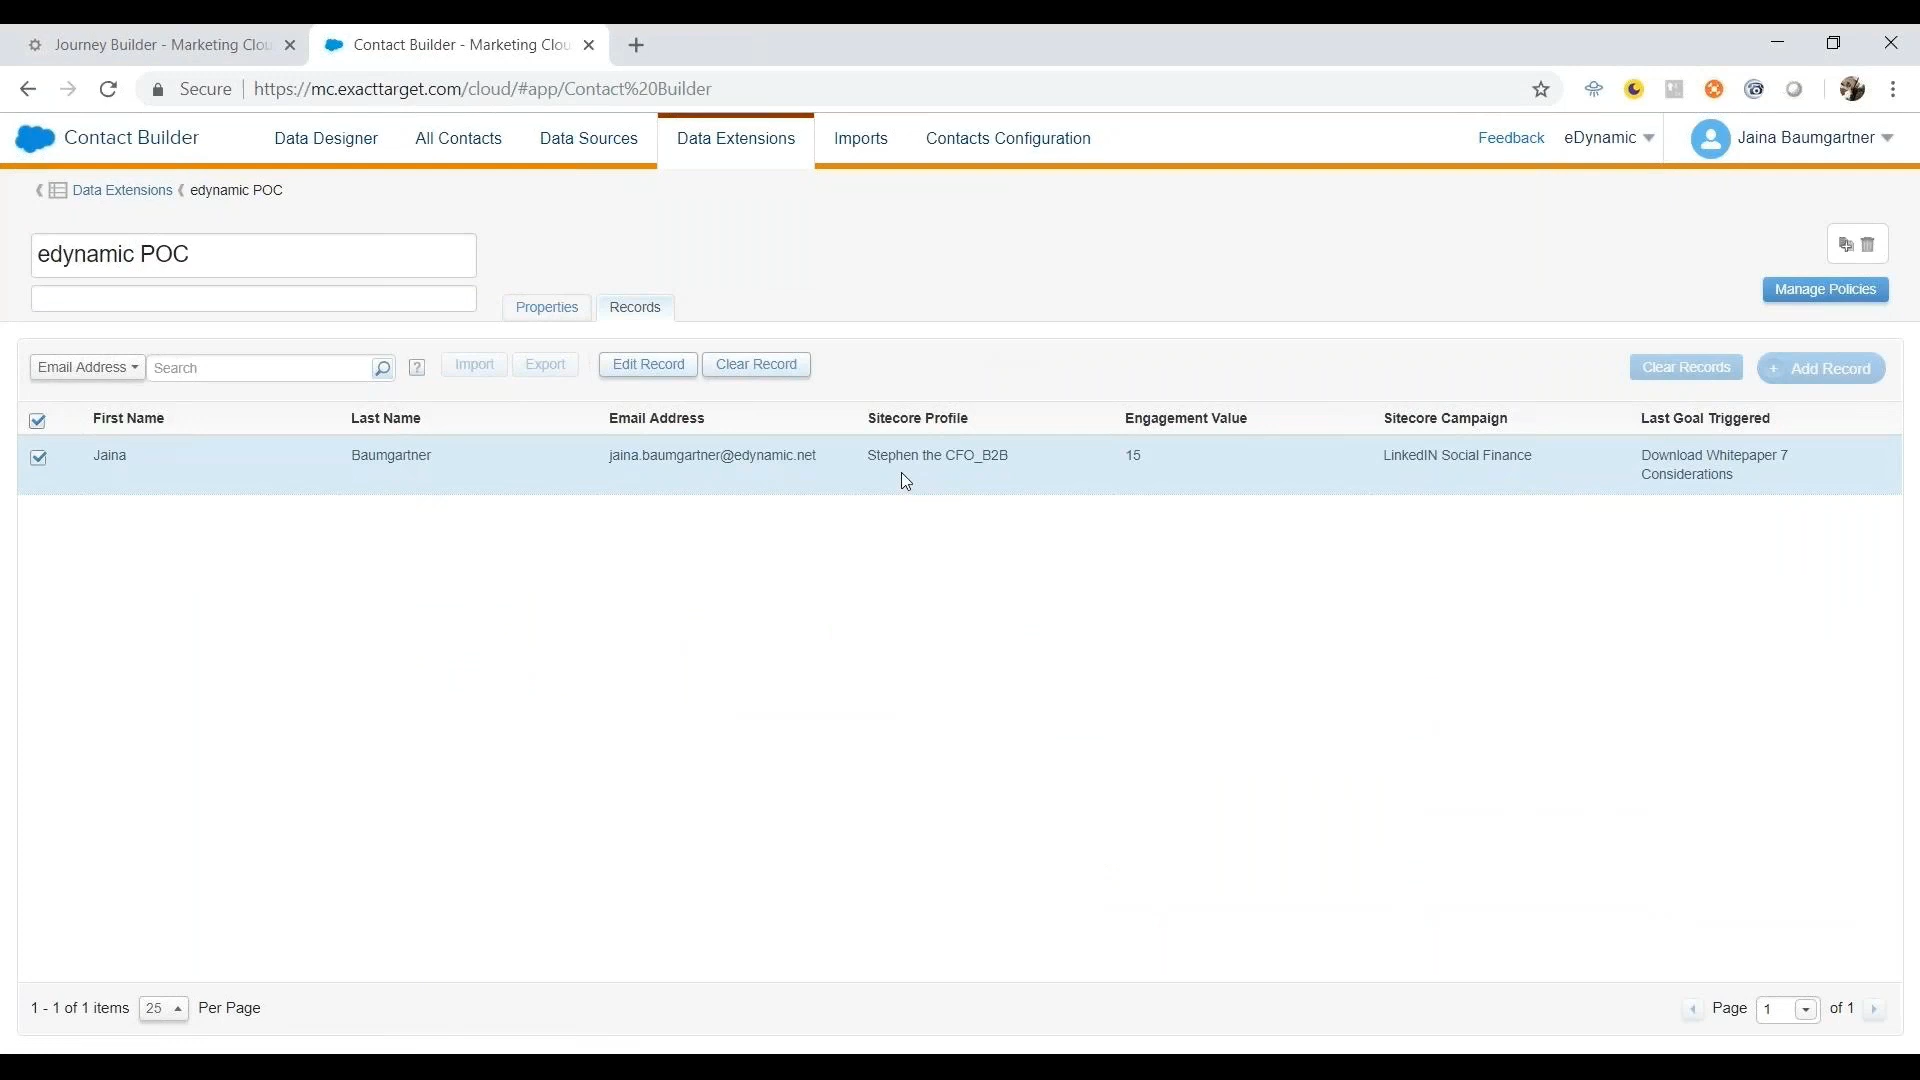 Journey Builder - Marketing Clou
Contact Builder - Marketing Clou
Secure
https://mc.exacttarget.com/cloud/#app/Contact%20Builder
Contact Builder
Data Designer
All Contacts
Data Sources
Data Extensions
Imports
Contacts Configuration
Feedback
eDynamic
Jaina Baumgartner
Data Extensions
edynamic POC
edynamic POC
Manage Policies
Properties
Records
Email Address
Search
?
Import
Export
Edit Record
Clear Record
Clear Records
+ Add Record
First Name
Last Name
Email Address
Sitecore Profile
Engagement Value
Sitecore Campaign
Last Goal Triggered
Jaina
Baumgartner
jaina.baumgartner@edynamic.net
Stephen the CFO_B2B
15
LinkedIN Social Finance
Download Whitepaper 7
Considerations
1 - 1 of 1 items
25
Per Page
Page
1
of 1